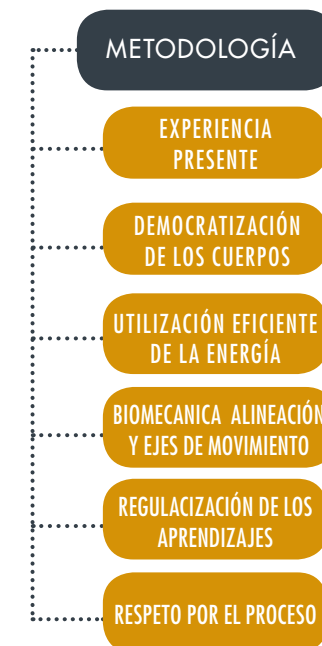 METODOLOGÍA
EXPERIENCIA
PRESENTE
DEMOCRATIZACIÓN
DE LOS CUERPOS
UTILIZACIÓN EFICIENTE
DE LA ENERGÍA
BIOMECANICA ALINEACIÓN
Y EJES DE MOVIMIENTO
REGULACIZACIÓN DE LOS
APRENDIZAJES
RESPETO POR EL PROCESO